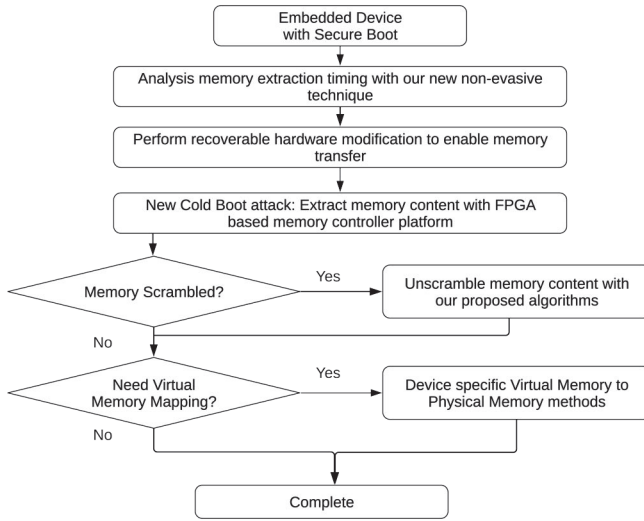 Embedded Device
with Secure Boot
Analysis memory extraction timing with our new non-evasive
technique
Perform recoverable hardware modification to enable memory
transfer
New Cold Boot attack: Extract memory content with FPGA
based memory controller platform
Memory Scrambled?
Yes
Unscramble memory content with
our proposed algorithms
No
Need Virtual
Memory Mapping?
Yes
Device specific Virtual Memory to
Physical Memory methods
No
Complete